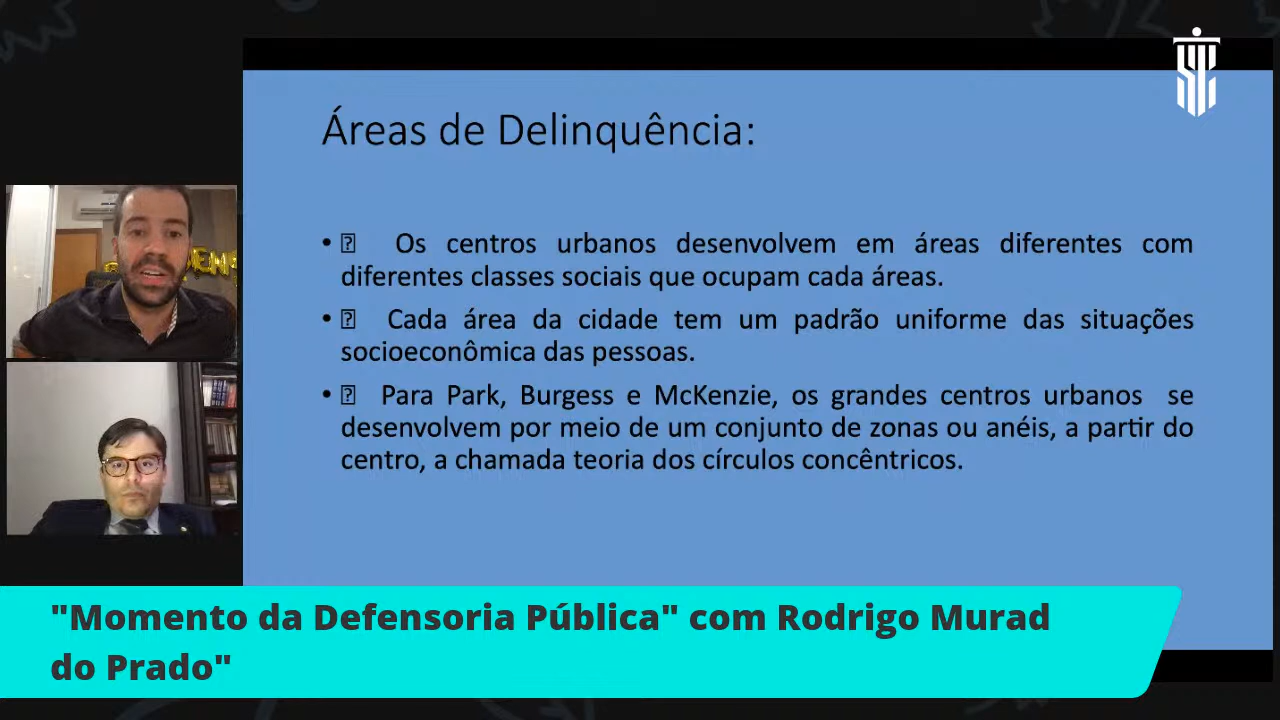 Áreas de Delinquência:
• Os centros urbanos desenvolvem em áreas diferentes com
diferentes classes sociais que ocupam cada áreas.
• Cada área da cidade tem um padrão uniforme das situações
socioeconômica das pessoas.
• Para Park, Burgess e McKenzie, os grandes centros urbanos se
desenvolvem por meio de um conjunto de zonas ou anéis, a partir do
centro, a chamada teoria dos círculos concêntricos.
"Momento da Defensoria Pública" com Rodrigo Murad
do Prado"